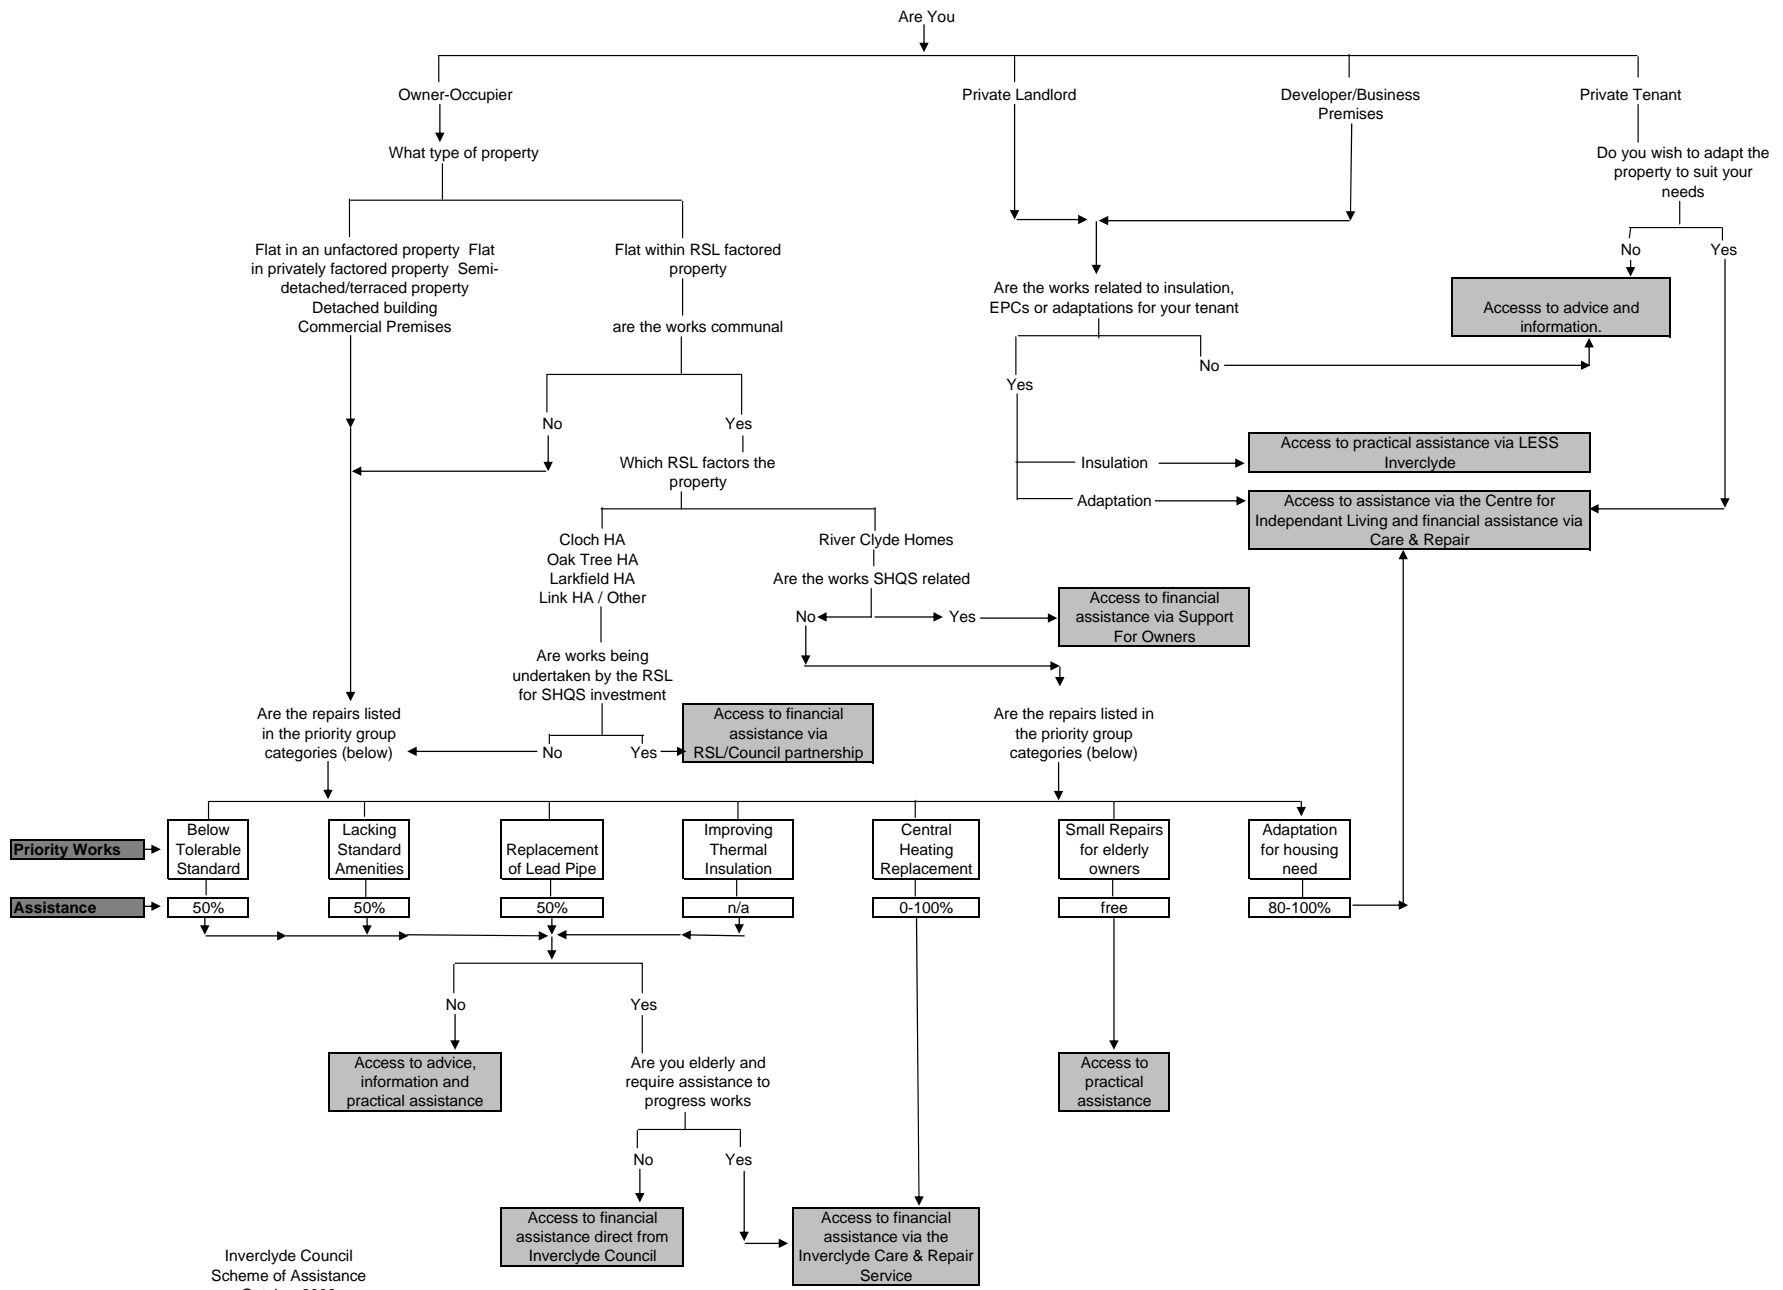 Are You
Owner-Occupier
Private Landlord
Developer/Business
Premises
Private Tenant
What type of property
Do you wish to adapt the
property to suit your
needs
Flat in an unfactored property  Flat
in privately factored property  Semi-
detached/terraced property
Detached building
Commercial Premises
Flat within RSL factored
property
are the works communal
No
Yes
Are the works related to insulation,
EPCs or adaptations for your tenant
Accesss to advice and
information.
No
Yes
No
Yes
Which RSL factors the
property
Insulation
Access to practical assistance via LESS
Inverclyde
Adaptation
Access to assistance via the Centre for
Independant Living and financial assistance via
Care & Repair
Cloch HA
Oak Tree HA
Larkfield HA
Link HA / Other
River Clyde Homes
Are the works SHQS related
No
Yes
Access to financial
assistance via Support
For Owners
Are works being
undertaken by the RSL
for SHQS investment
Are the repairs listed
in the priority group
categories (below)
No
Yes
Access to financial
assistance via
RSL/Council partnership
Are the repairs listed in
the priority group
categories (below)
Priority Works
Below
Tolerable
Standard
Lacking
Standard
Amenities
Replacement
of Lead Pipe
Improving
Thermal
Insulation
Central
Heating
Replacement
Small Repairs
for elderly
owners
Adaptation
for housing
need
Assistance
50%
50%
50%
n/a
0-100%
free
80-100%
No
Yes
Access to advice,
information and
practical assistance
Are you elderly and
require assistance to
progress works
Access to
practical
assistance
No
Yes
Access to financial
assistance direct from
Inverclyde Council
Access to financial
assistance via the
Inverclyde Care & Repair
Service
Inverclyde Council
Scheme of Assistance